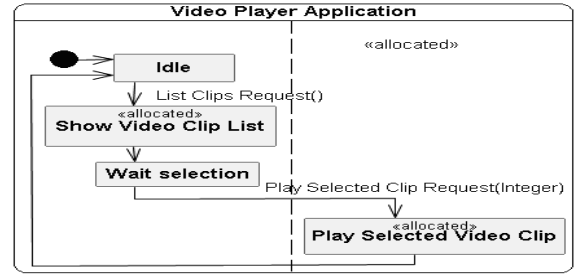 Video Player Application
«allocated»
Idle
List Clips Request()
«allocated»
Show Video Clip List
Wait selection
Play Selected Clip Request(Integer)
«allocated»
Play Selected Video Clip